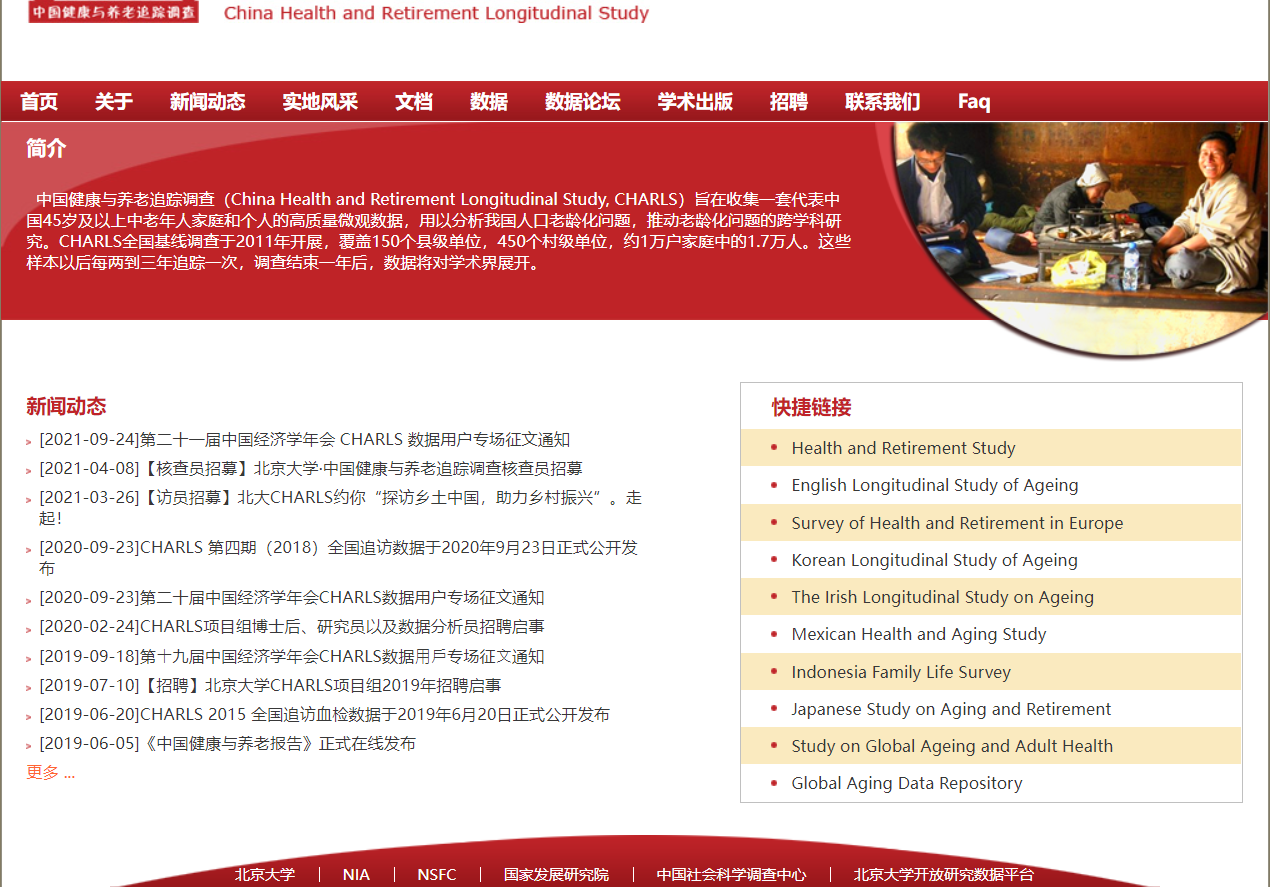 中国健康与养老追踪调查 China Health and Retirement Longitudinal Study
首页 关于 新闻动态 实地风采 文档 数据 数据论坛 学术出版 招聘 联系我们 Faq
简介
中国健康与养老追踪调查（China Health and Retirement Longitudinal Study, CHARLS）旨在收集一套代表中
国45岁及以上中老年人家庭和个人的高质量微观数据，用以分析我国人口老龄化问题，推动老龄化问题的跨学科研
究。CHARLS全国基线调查于2011年开展，覆盖150个县级单位，450个村级单位，约1万户家庭中的1.7万人。这些
样本以后每两到三年追踪一次，调查结束一年后，数据将对学术界展开。
新闻动态
[2021-09-24]第二十一届中国经济学年会 CHARLS 数据用户专场征文通知
[2021-04-08]【核查员招募】北京大学·中国健康与养老追踪调查核查员招募
[2021-03-26]【访员招募】北大CHARLS约你“探访乡土中国，助力乡村振兴”。走
起！
[2020-09-23]CHARLS 第四期（2018）全国追访数据于2020年9月23日正式公开发
布
[2020-09-23]第二十届中国经济学年会CHARLS数据用户专场征文通知
[2020-02-24]CHARLS项目组博士后、研究员以及数据分析员招聘启事
[2019-09-18]第十九届中国经济学年会CHARLS数据用戶专场征文通知
[2019-07-10]【招聘】北京大学CHARLS项目组2019年招聘启事
[2019-06-20]CHARLS 2015 全国追访血检数据于2019年6月20日正式公开发布
[2019-06-05]《中国健康与养老报告》正式在线发布
更多 ...
快捷链接
Health and Retirement Study
English Longitudinal Study of Ageing
Survey of Health and Retirement in Europe
Korean Longitudinal Study of Ageing
The Irish Longitudinal Study on Ageing
Mexican Health and Aging Study
Indonesia Family Life Survey
Japanese Study on Aging and Retirement
Study on Global Ageing and Adult Health
Global Aging Data Repository
北京大学 | NIA | NSFC | 国家发展研究院 | 中国社会科学调查中心 | 北京大学开放研究数据平台